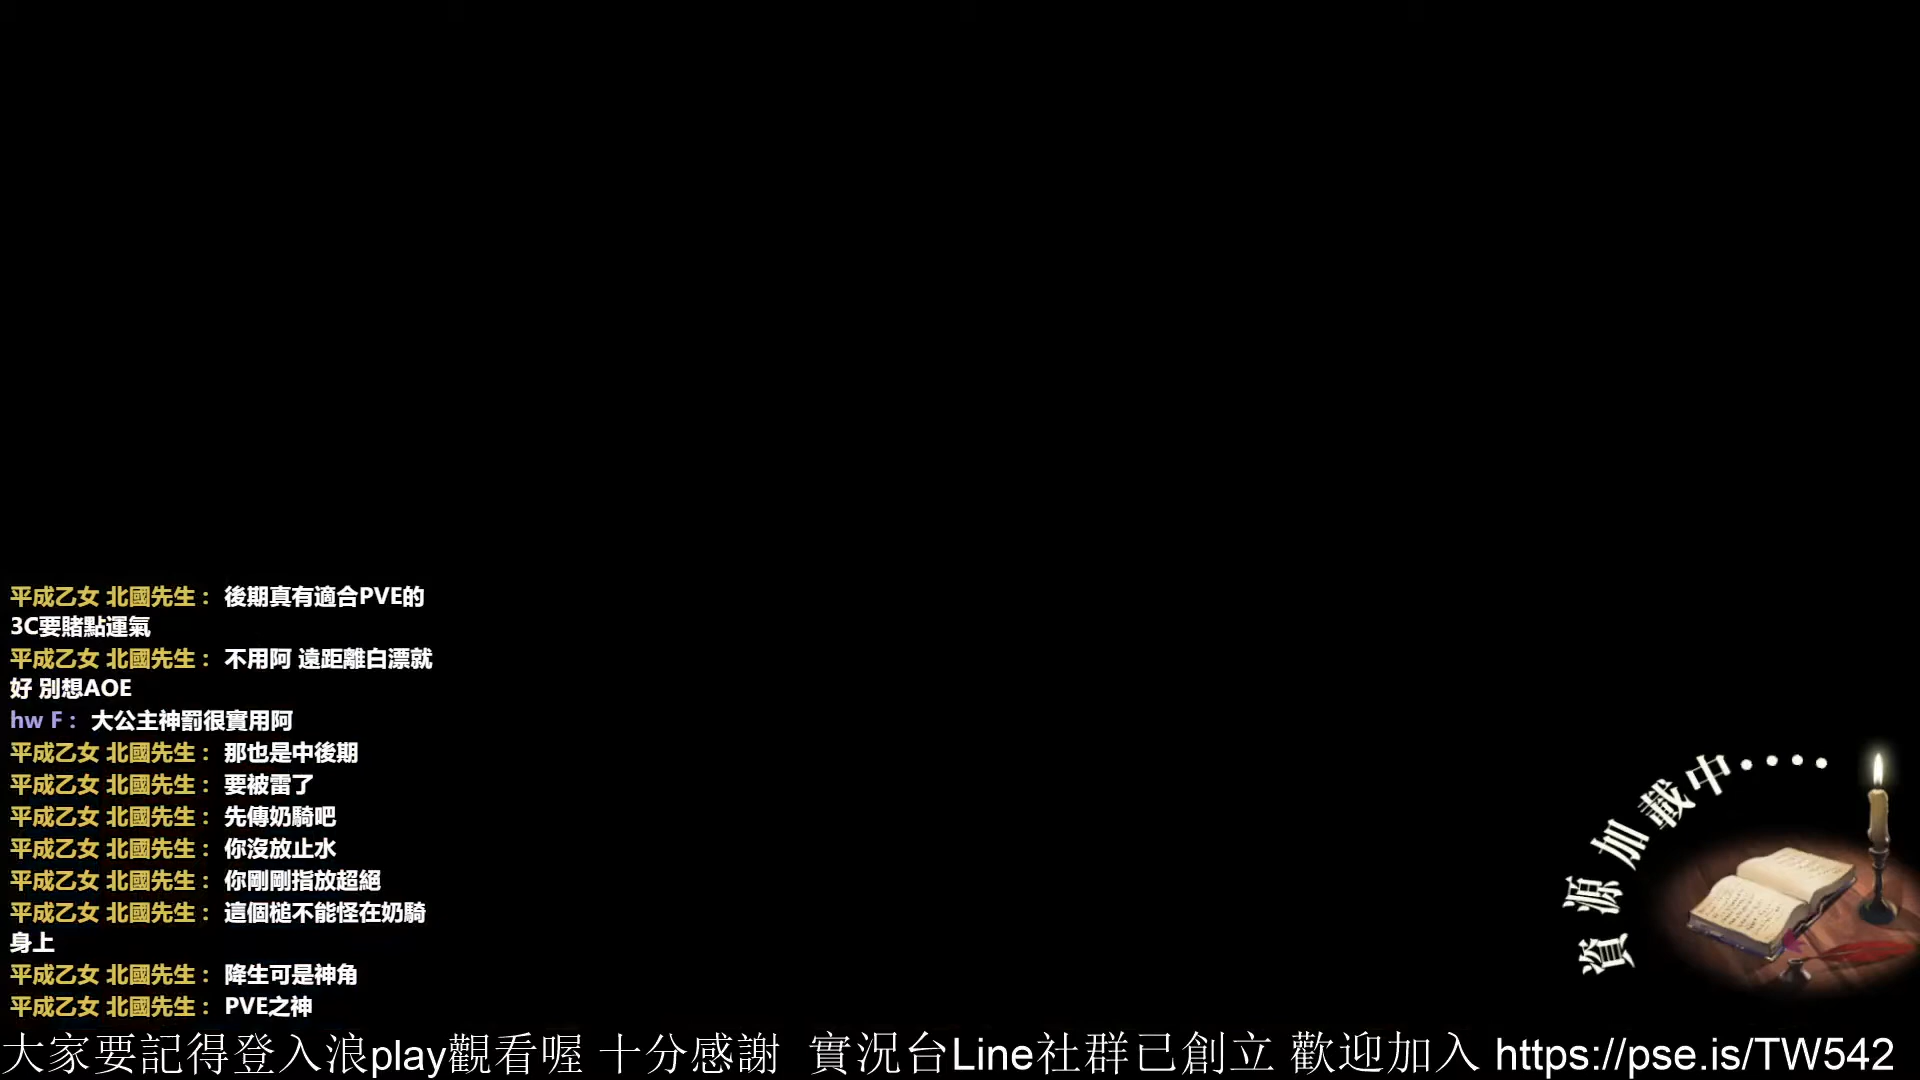 平成乙女 北國先生： 後期真有適合PVE的
3C要賭點運氣
平成乙女 北國先生： 不用阿 遠距離白漂就
好 別想AOE
hw F： 大公主神罰很實用阿
平成乙女 北國先生： 那也是中後期
平成乙女 北國先生： 要被雷了
平成乙女 北國先生： 先傳奶騎吧
平成乙女 北國先生： 你沒放止水
平成乙女 北國先生： 你剛剛指放超絕
平成乙女 北國先生： 這個槌不能怪在奶騎
身上
平成乙女 北國先生： 降生可是神角
平成乙女 北國先生： PVE之神
資源加載中····
大家要記得登入浪play觀看喔 十分感謝 實況台Line社群已創立 歡迎加入 https://pse.is/TW542